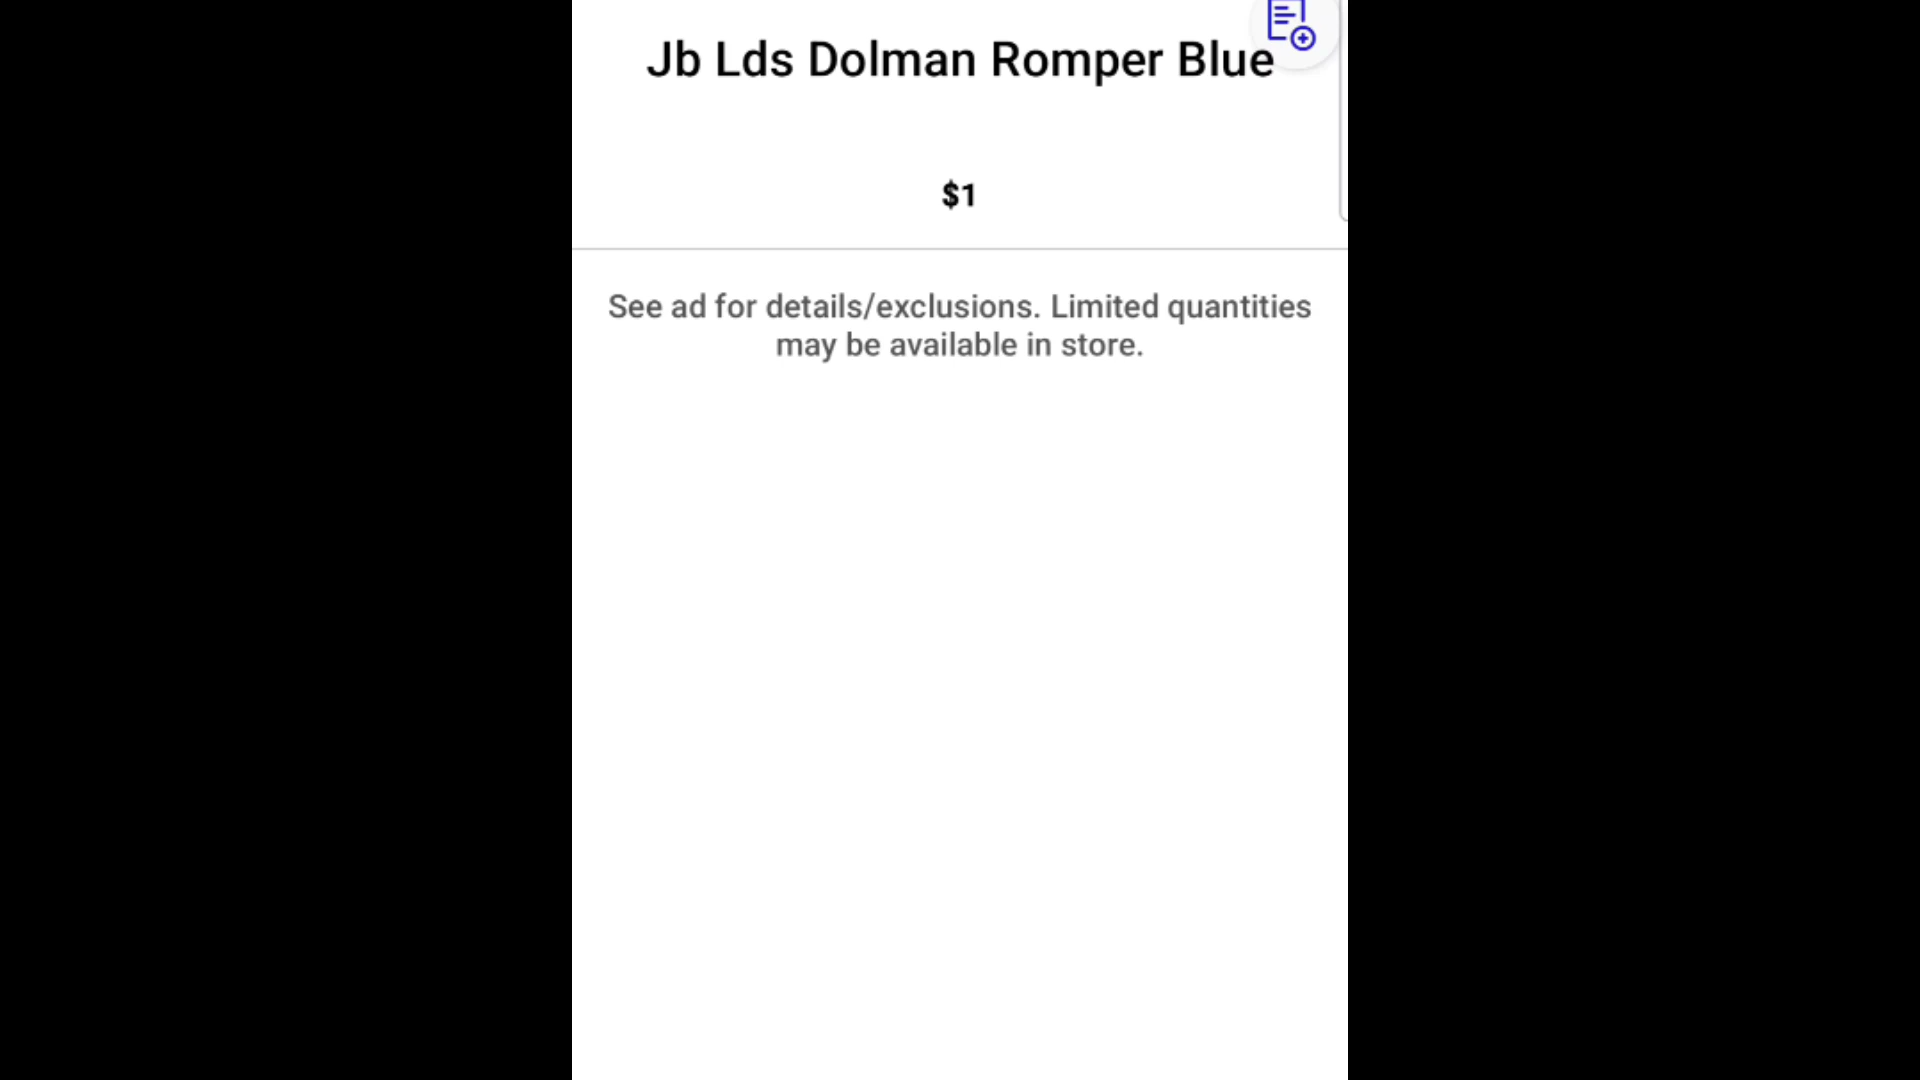 Jb Lds Dolman Romper Blue
$1
See ad for details/exclusions. Limited quantities
may be available in store.